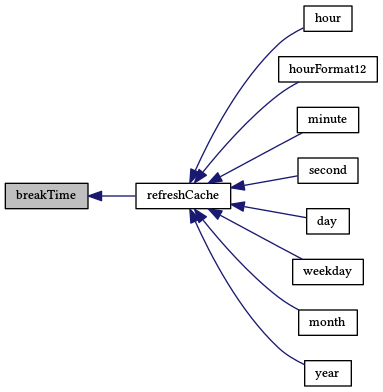 hour
hourFormat12
minute
second
breakTime
refreshCache
day
weekday
month
year